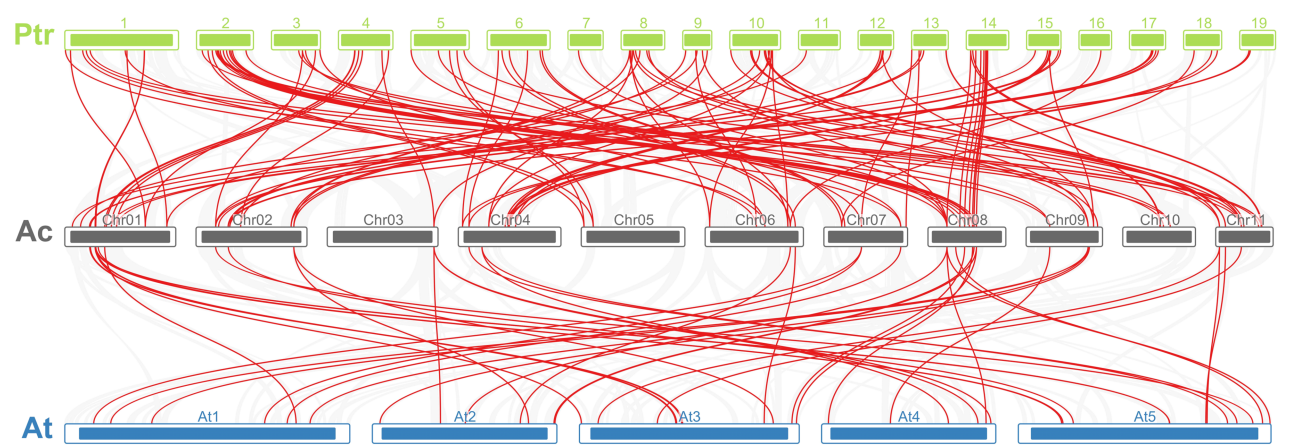 Ptr 1 2 3 4 5 6 7 8 9 10 11 12 13 14 15 16 17 18 19
Ac Chr01 Chr02 Chr03 Chr04 Chr05 Chr06 Chr07 Chr08 Chr09 Chr10 Chr11
At At1 At2 At3 At4 At5